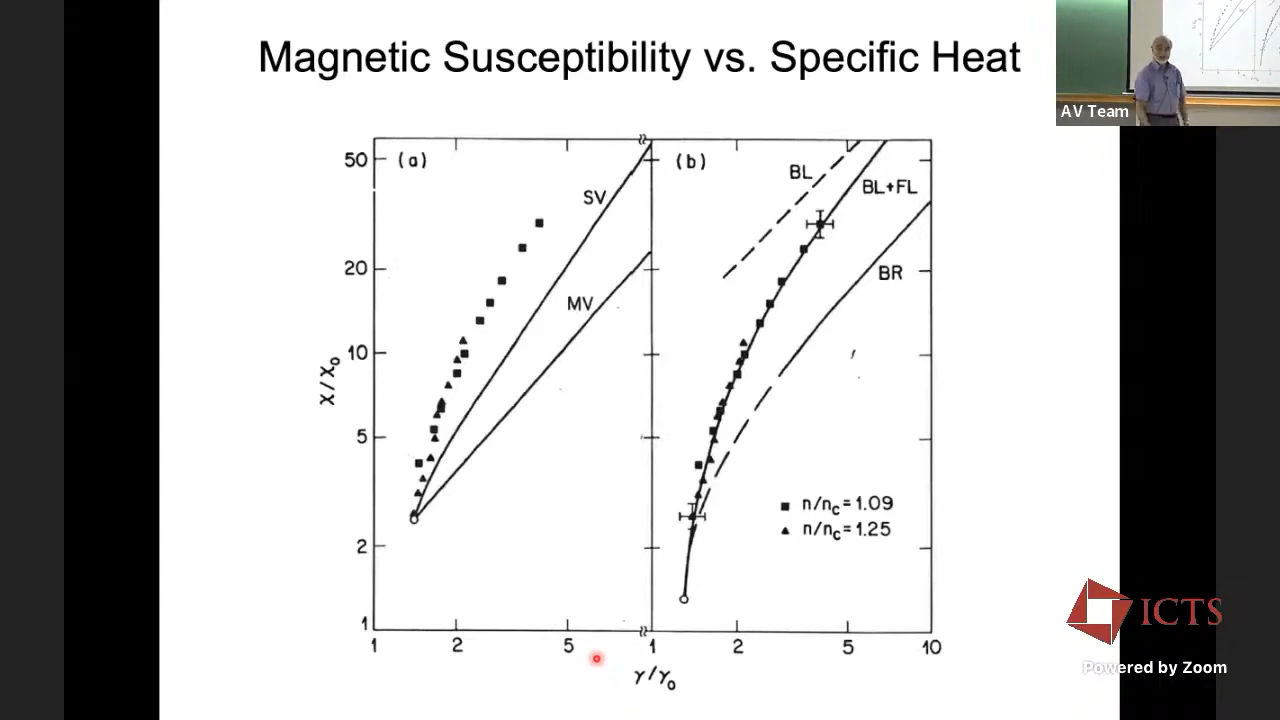 Magnetic Susceptibility vs. Specific Heat
AV Team
(a)
50
20
10
5
2
1
χ/χ₀
SV
MV
1
2
5
(b)
BL
BL+FL
BR
n/nc=1.09
n/nc=1.25
1
2
5
10
γ/γ₀
ICTS
Powered by Zoom